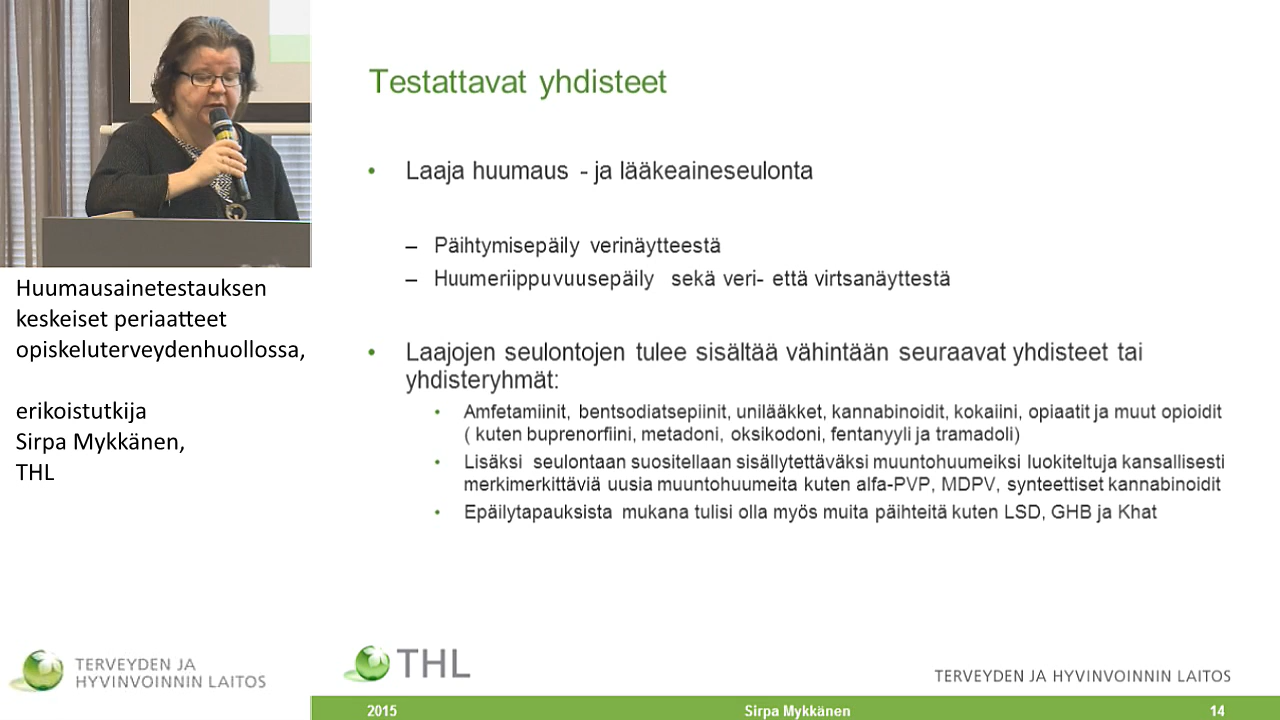 Testattavat yhdisteet
• Laaja huumaus - ja lääkeaineseulonta
– Päihtymisepäily verinäytteestä
– Huumeriippuvuusepäily sekä veri- että virtsanäyttestä
• Laajojen seulontojen tulee sisältää vähintään seuraavat yhdisteet tai
yhdisteryhmät:
• Amfetamiinit, bentsodiatsepiinit, unilääkket, kannabinoidit, kokaiini, opiaatit ja muut opioidit
( kuten buprenorfiini, metadoni, oksikodoni, fentanyyli ja tramadoli)
• Lisäksi seulontaan suositellaan sisällytettäväksi muuntohuumeiksi luokiteltuja kansallisesti
merkimerkittäviä uusia muuntohuumeita kuten alfa-PVP, MDPV, synteettiset kannabinoidit
• Epäilytapauksista mukana tulisi olla myös muita päihteitä kuten LSD, GHB ja Khat
Huumausainetestauksen
keskeiset periaatteet
opiskeluterveydenhuollossa,
erikoistutkija
Sirpa Mykkänen,
THL
TERVEYDEN JA
HYVINVOINNIN LAITOS
THL
TERVEYDEN JA HYVINVOINNIN LAITOS
2015
Sirpa Mykkänen
14